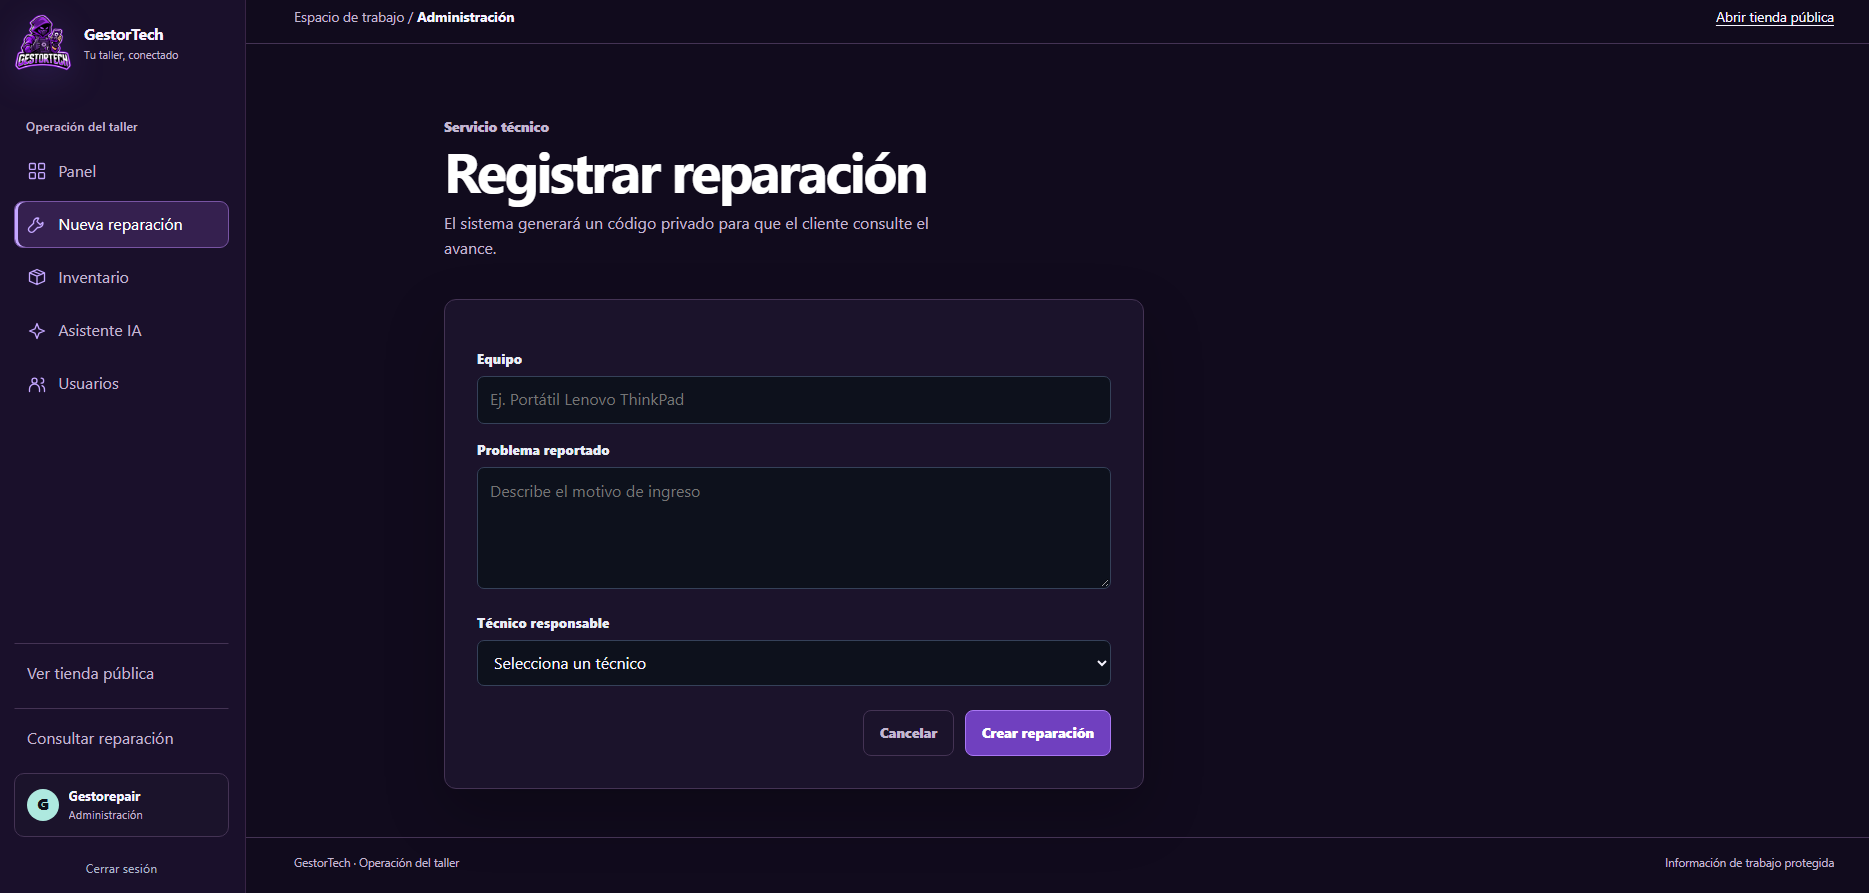 GESTORTECH
GestorTech
Tu taller, conectado
Operación del taller
Panel
Nueva reparación
Inventario
Asistente IA
Usuarios
Ver tienda pública
Consultar reparación
G
Gestorepair
Administración
Cerrar sesión
Espacio de trabajo / Administración
Abrir tienda pública
Servicio técnico
Registrar reparación
El sistema generará un código privado para que el cliente consulte el
avance.
Equipo
Ej. Portátil Lenovo ThinkPad
Problema reportado
Describe el motivo de ingreso
Técnico responsable
Selecciona un técnico
Cancelar
Crear reparación
GestorTech · Operación del taller
Información de trabajo protegida